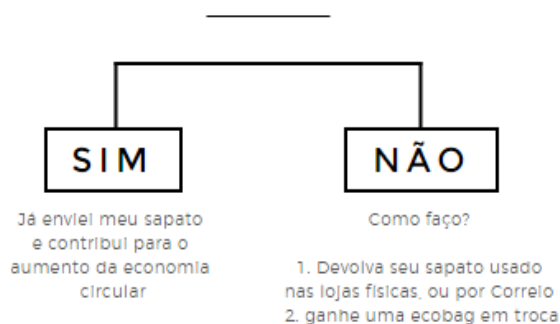 SIM
NÃO
Já enviei meu sapato
e contribui para o
aumento da economia
circular
Como faço?
1. Devolva seu sapato usado
nas lojas físicas, ou por Correio
2. ganhe uma ecobag em troca